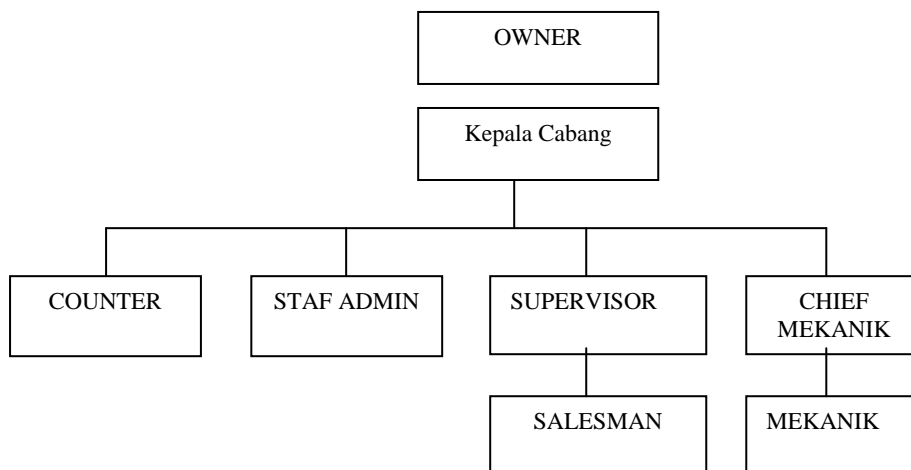 OWNER
Kepala Cabang
COUNTER
STAF ADMIN
SUPERVISOR
CHIEF
MEKANIK
SALESMAN
MEKANIK